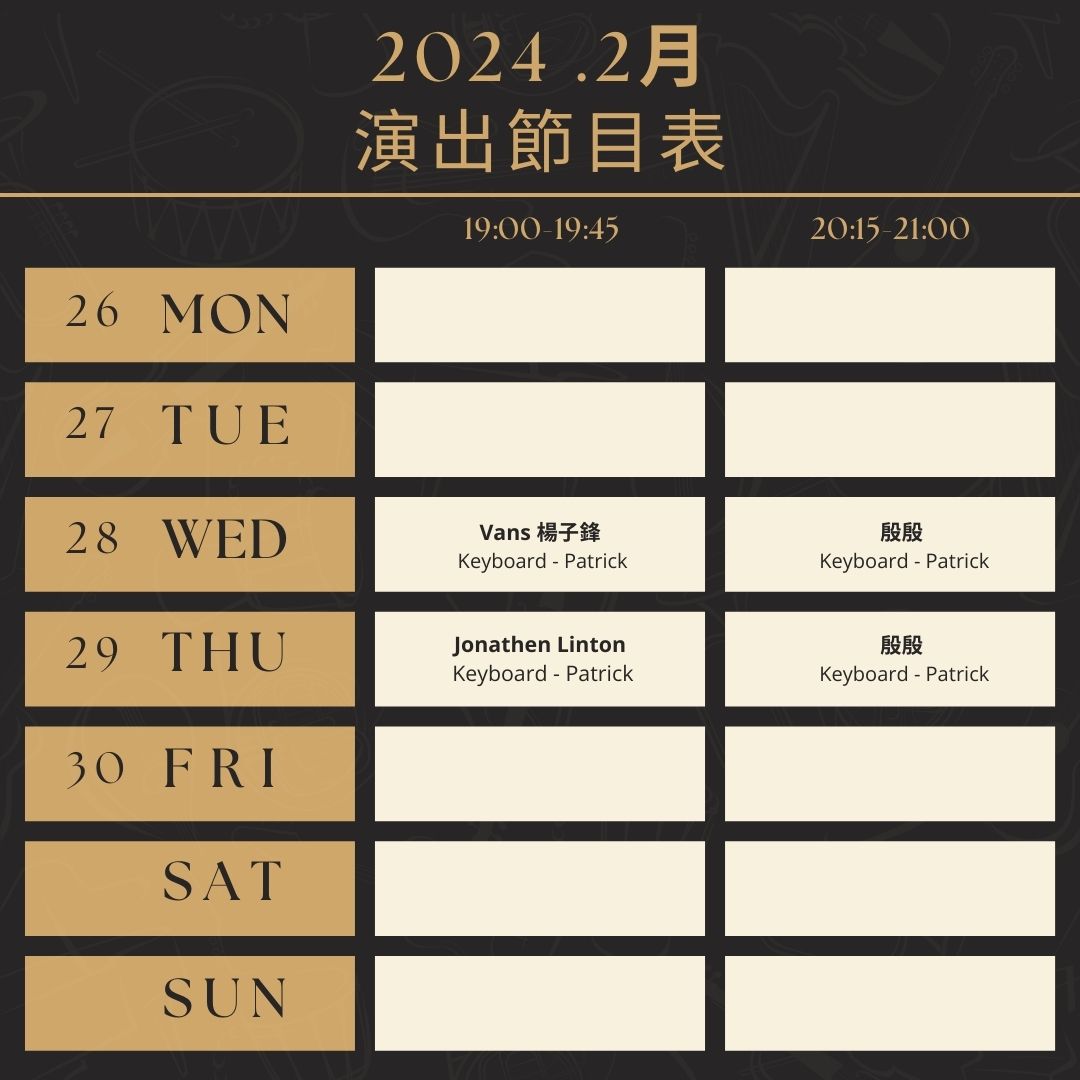 2024 .2月
演出節目表
19:00-19:45 20:15-21:00
26 MON
27 TUE
28 WED
Vans 楊子鋒
Keyboard - Patrick
殷殷
Keyboard - Patrick
29 THU
Jonathen Linton
Keyboard - Patrick
殷殷
Keyboard - Patrick
30 FRI
SAT
SUN